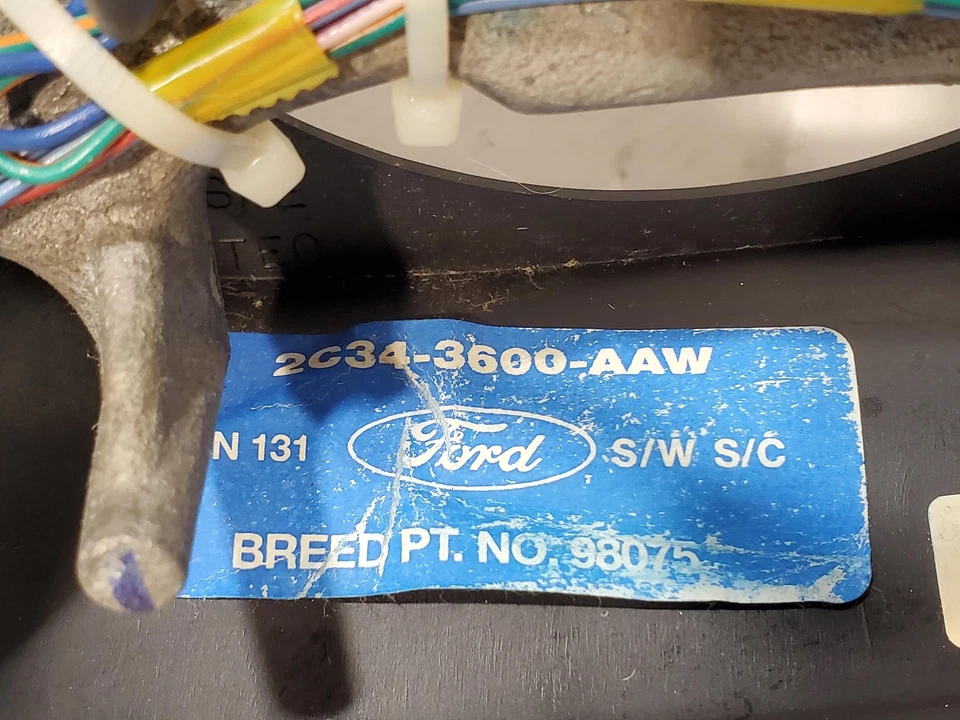 2C34-3600-AAW
N 131 Ford S/W S/C
BREED PT. NO. 98075